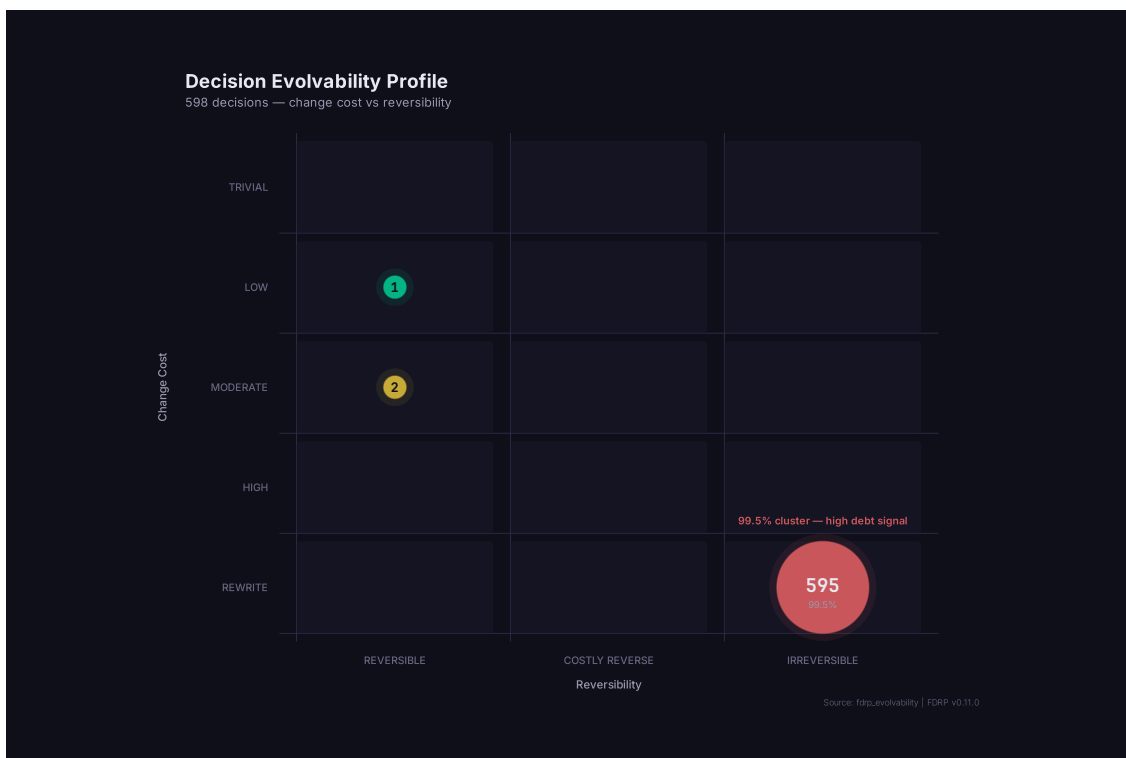 Decision Evolvability Profile
598 decisions — change cost vs reversibility
TRIVIAL
LOW
1
Change Cost
MODERATE
2
HIGH
99.5% cluster — high debt signal
REWRITE
595
99.5%
REVERSIBLE
COSTLY REVERSE
IRREVERSIBLE
Reversibility
Source: fdrp_evolvability | FDRP v0.11.0